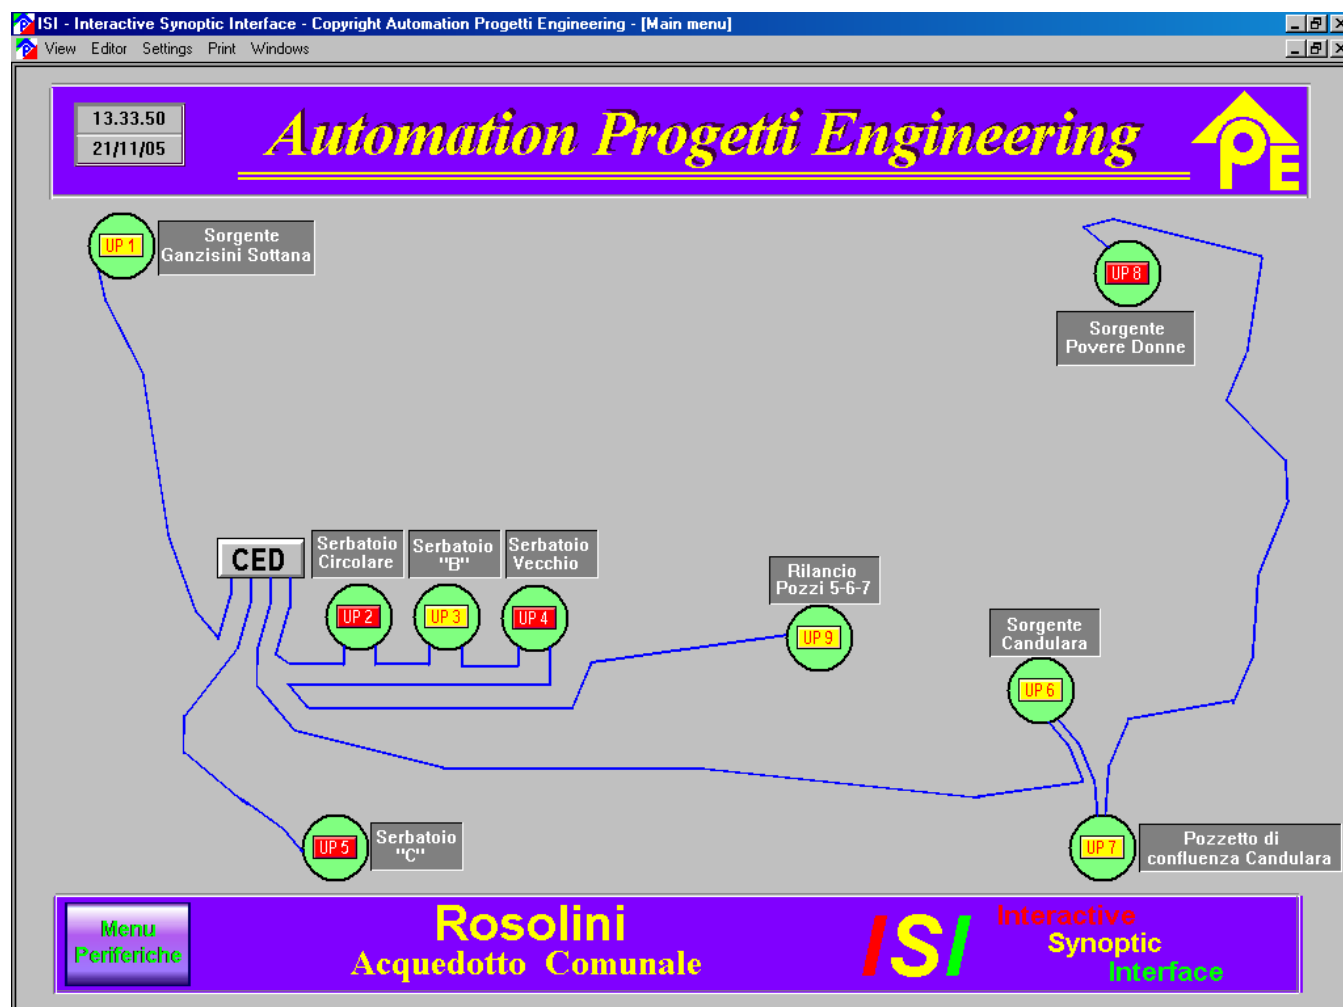 ISI - Interactive Synoptic Interface - Copyright Automation Progetti Engineering - [Main menu]
View Editor Settings Print Windows
13.33.50
21/11/05
Automation Progetti Engineering
PE
UP 1
Sorgente
Ganzisini Sottana
UP 8
Sorgente
Povere Donne
CED
Serbatoio
Circolare
Serbatoio
"B"
Serbatoio
Vecchio
UP 2
UP 3
UP 4
Rilancio
Pozzi 5-6-7
UP 9
Sorgente
Candulara
UP 6
UP 5
Serbatoio
"C"
UP 7
Pozzetto di
confluenza Candulara
Menu
Periferiche
Rosolini
Acquedotto Comunale
ISI
Interactive
Synoptic
Interface